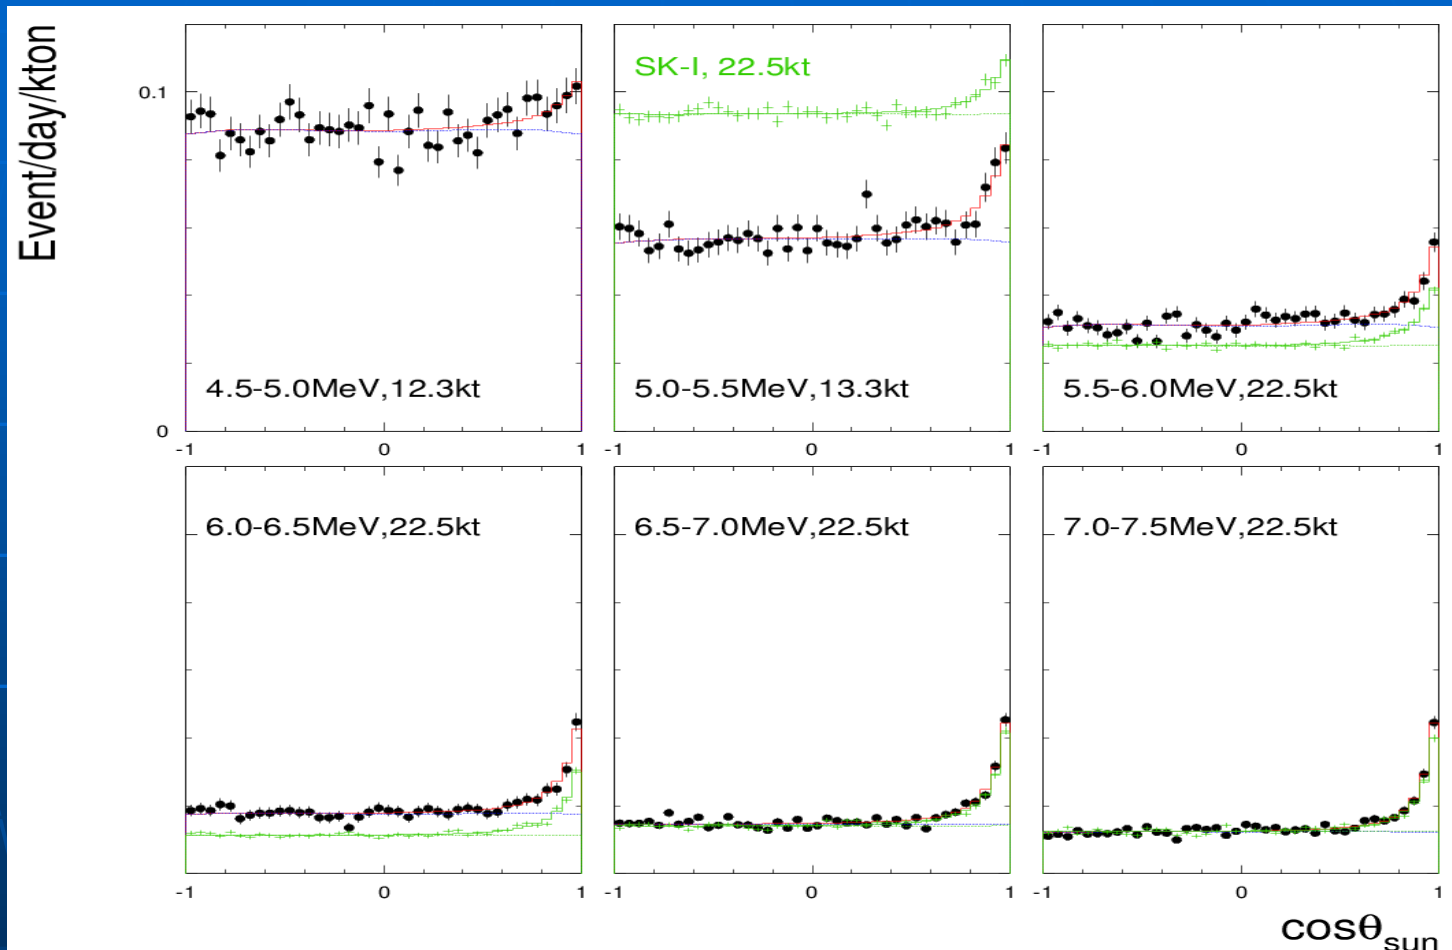 Event/day/kton
0.1
0
SK-I, 22.5kt
4.5-5.0MeV,12.3kt
5.0-5.5MeV,13.3kt
5.5-6.0MeV,22.5kt
-1 0 1
-1 0 1
-1 0 1
6.0-6.5MeV,22.5kt
6.5-7.0MeV,22.5kt
7.0-7.5MeV,22.5kt
-1 0 1
-1 0 1
-1 0 1
cosθsun